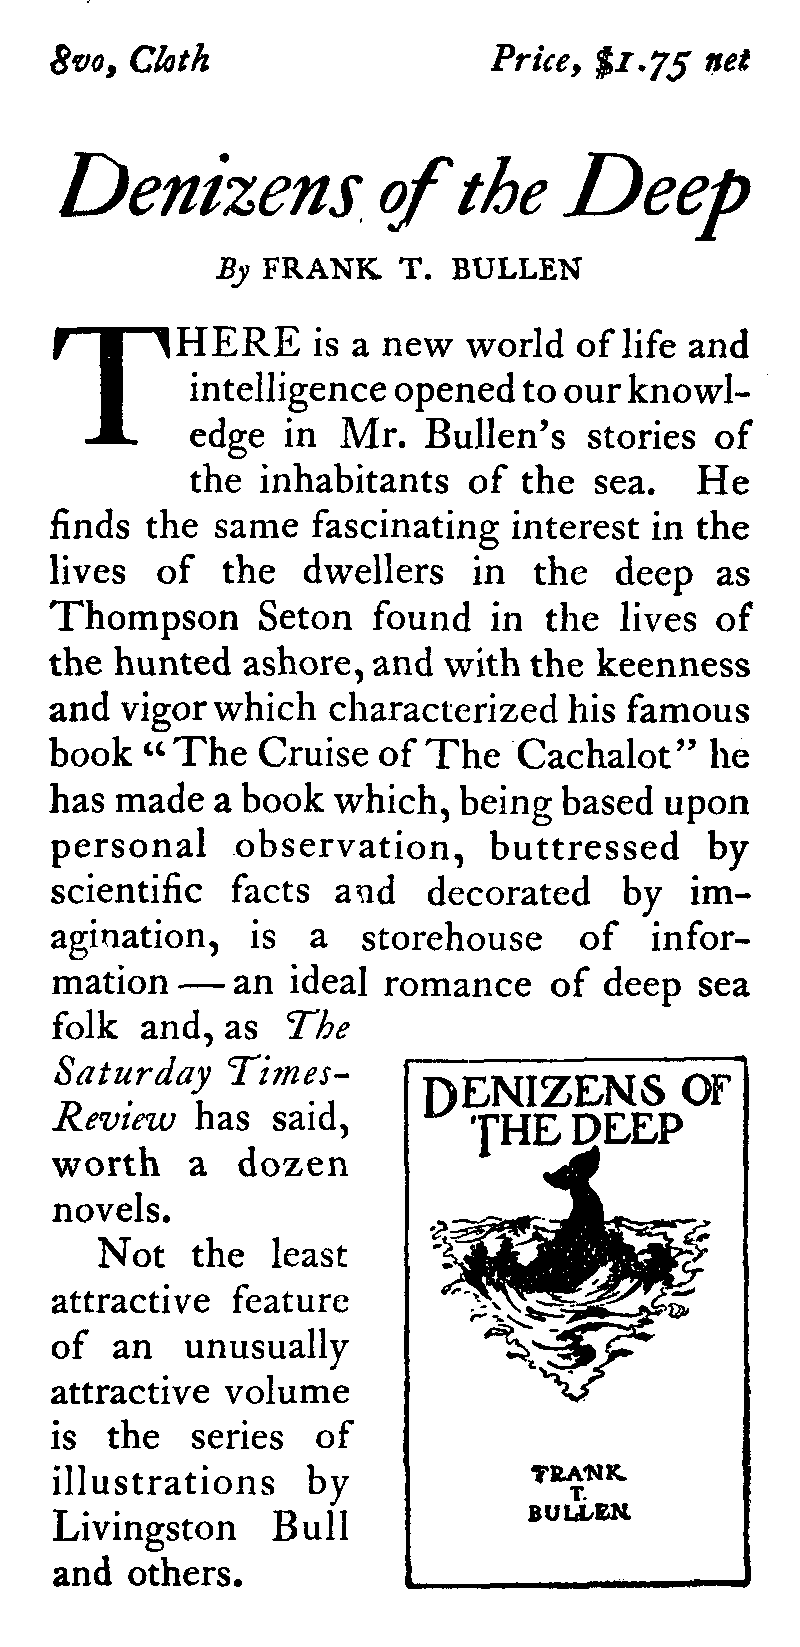 8vo, Cloth Price, $1.75 net
Denizens of the Deep
By FRANK T. BULLEN
THERE is a new world of life and
intelligence opened to our knowl-
edge in Mr. Bullen's stories of
the inhabitants of the sea. He
finds the same fascinating interest in the
lives of the dwellers in the deep as
Thompson Seton found in the lives of
the hunted ashore, and with the keenness
and vigor which characterized his famous
book “The Cruise of The Cachalot” he
has made a book which, being based upon
personal observation, buttressed by
scientific facts and decorated by im-
agination, is a storehouse of infor-
mation — an ideal romance of deep sea
folk and, as The
Saturday Times-
Review has said,
worth a dozen
novels.
Not the least
attractive feature
of an unusually
attractive volume
is the series of
illustrations by
Livingston Bull
and others.
DENIZENS OF
THE DEEP
FRANK
T.
BULLEN